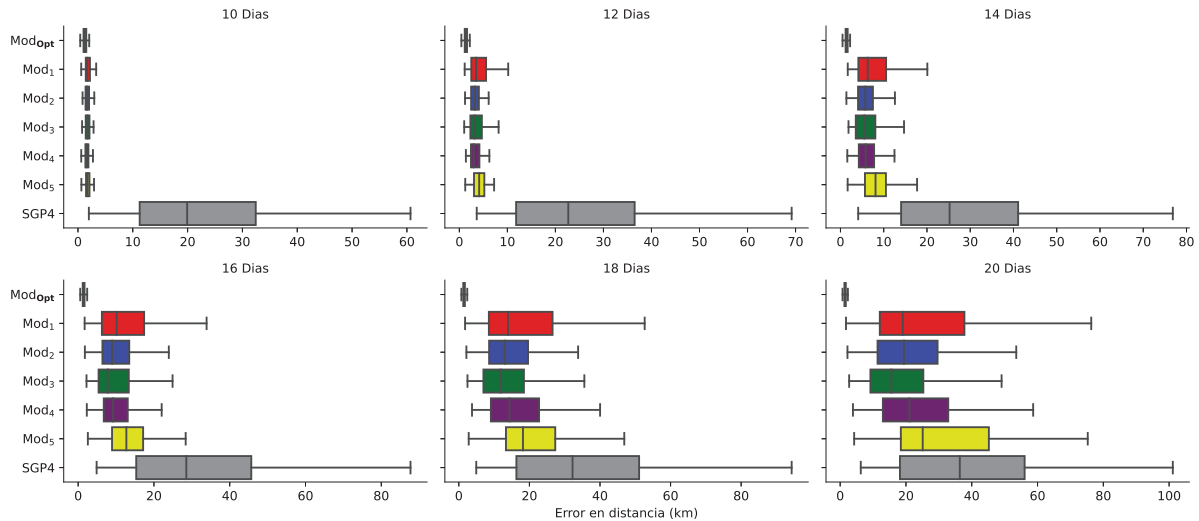 10 Dias
12 Dias
14 Dias
Mod_Opt
Mod_1
Mod_2
Mod_3
Mod_4
Mod_5
SGP4
0 10 20 30 40 50 60
0 10 20 30 40 50 60 70
0 10 20 30 40 50 60 70 80
16 Dias
18 Dias
20 Dias
Mod_Opt
Mod_1
Mod_2
Mod_3
Mod_4
Mod_5
SGP4
0 20 40 60 80
0 20 40 60 80
0 20 40 60 80 100
Error en distancia (km)